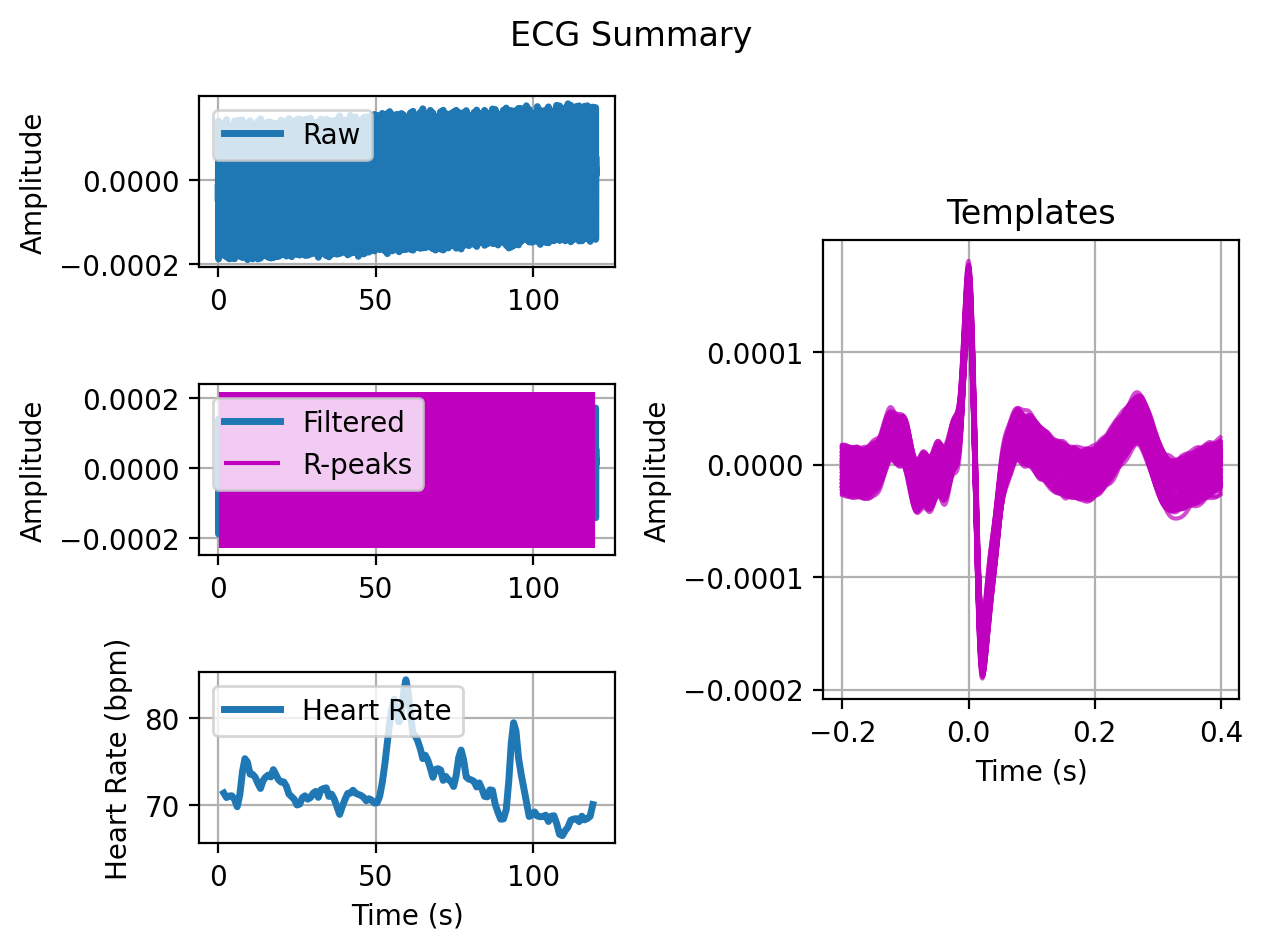 ECG Summary
Amplitude
0.0000
−0.0002
Raw
0
50
100
Amplitude
0.0002
0.0000
−0.0002
Filtered
R-peaks
0
50
100
Heart Rate (bpm)
80
70
Heart Rate
0
50
100
Time (s)
Templates
Amplitude
0.0001
0.0000
−0.0001
−0.0002
−0.2
0.0
0.2
0.4
Time (s)